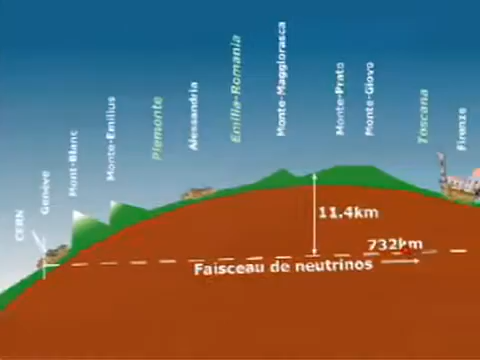 CERN
Genève
Mont-Blanc
Monte-Emilius
Piemonte
Alessandria
Emilia-Romania
Monte-Maggiorasca
Monte-Prato
Monte-Giovo
Toscana
Firenze
11.4km
732km
Faisceau de neutrinos